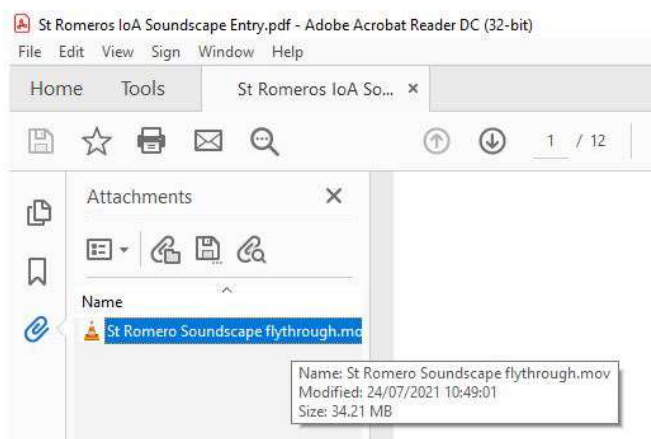 St Romeros IoA Soundscape Entry.pdf - Adobe Acrobat Reader DC (32-bit)
File Edit View Sign Window Help
Home Tools St Romeros IoA So... ×
1 / 12
Attachments
Name
St Romero Soundscape flythrough.mo
Name: St Romero Soundscape flythrough.mov
Modified: 24/07/2021 10:49:01
Size: 34.21 MB